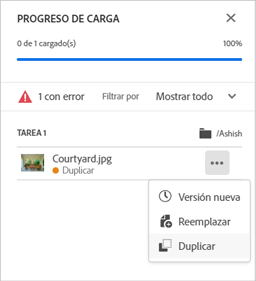 PROGRESO DE CARGA
0 de 1 cargado(s) 100%
1 con error Filtrar por Mostrar todo
TAREA 1 /Ashish
Courtyard.jpg
Duplicar
Versión nueva
Reemplazar
Duplicar